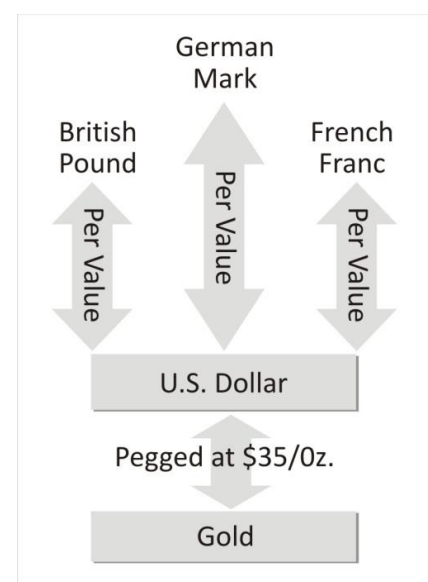 German
Mark
British
Pound
French
Franc
Per Value
Per Value
Per Value
U.S. Dollar
Pegged at $35/0z.
Gold